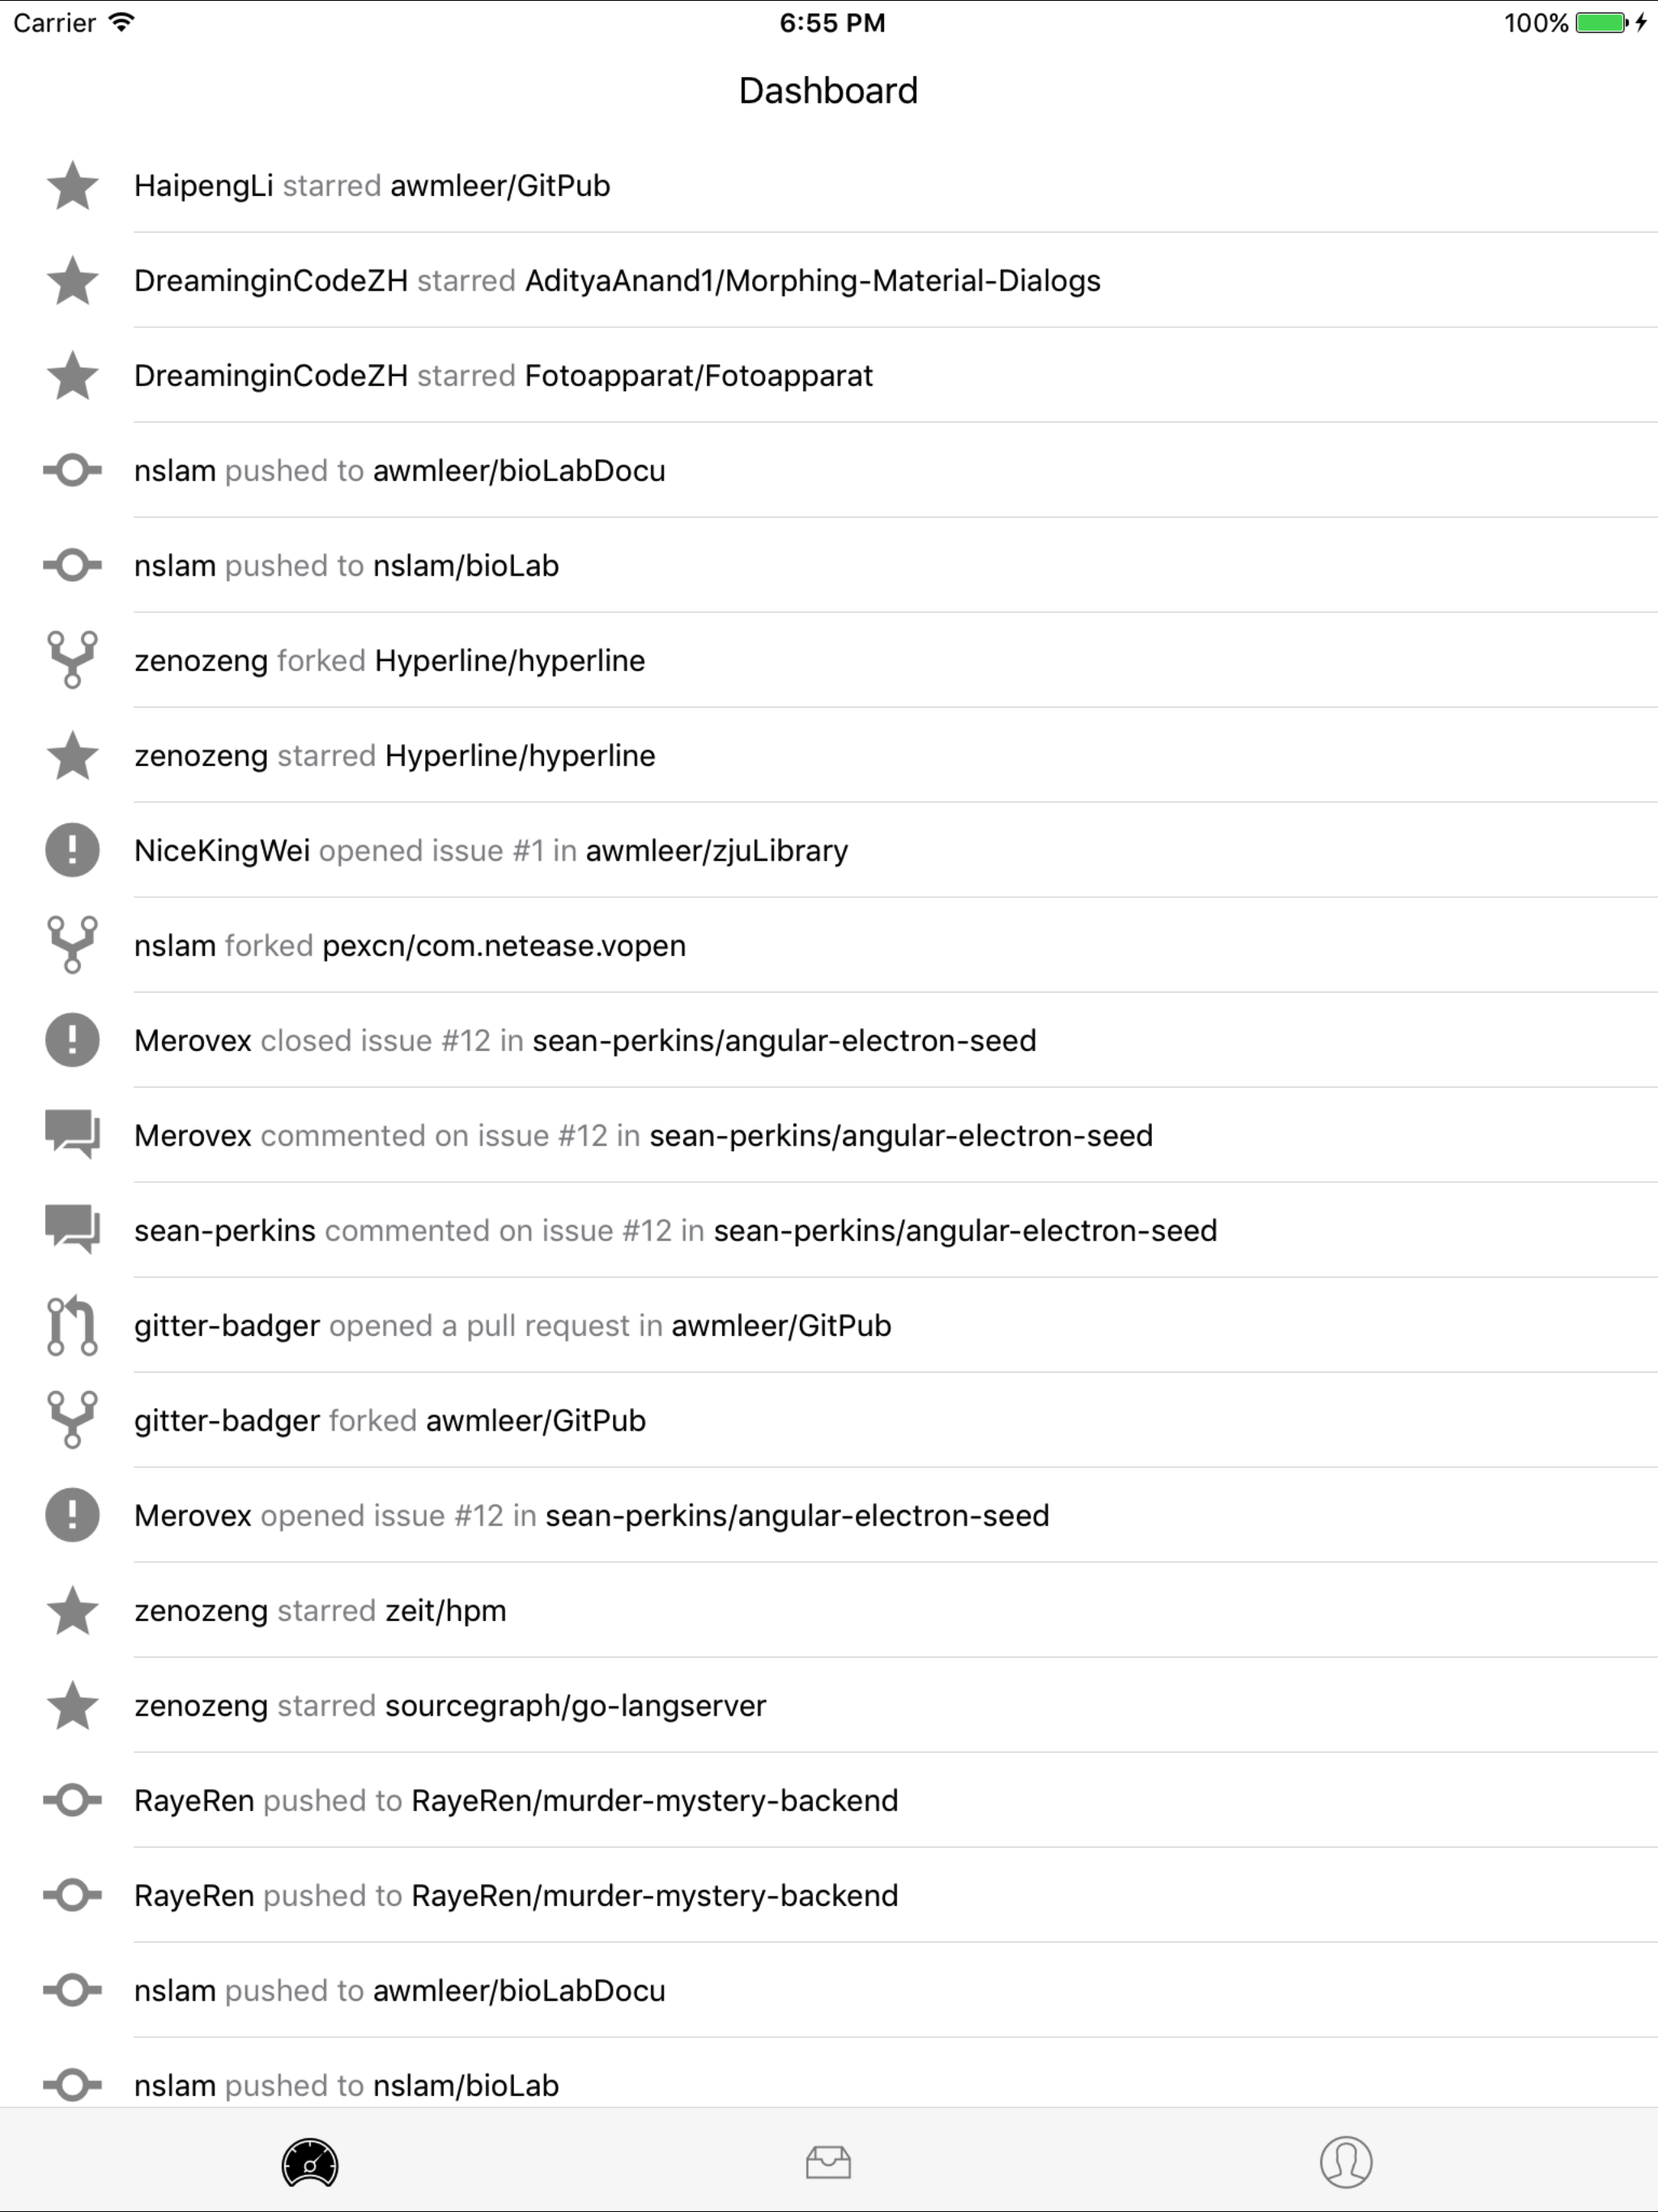 Carrier 6:55 PM 100%
Dashboard
HaipengLi starred awmleer/GitPub
DreaminginCodeZH starred AdityaAnand1/Morphing-Material-Dialogs
DreaminginCodeZH starred Fotoapparat/Fotoapparat
nslam pushed to awmleer/bioLabDocu
nslam pushed to nslam/bioLab
zenozeng forked Hyperline/hyperline
zenozeng starred Hyperline/hyperline
NiceKingWei opened issue #1 in awmleer/zjuLibrary
nslam forked pexcn/com.netease.vopen
Merovex closed issue #12 in sean-perkins/angular-electron-seed
Merovex commented on issue #12 in sean-perkins/angular-electron-seed
sean-perkins commented on issue #12 in sean-perkins/angular-electron-seed
gitter-badger opened a pull request in awmleer/GitPub
gitter-badger forked awmleer/GitPub
Merovex opened issue #12 in sean-perkins/angular-electron-seed
zenozeng starred zeit/hpm
zenozeng starred sourcegraph/go-langserver
RayeRen pushed to RayeRen/murder-mystery-backend
RayeRen pushed to RayeRen/murder-mystery-backend
nslam pushed to awmleer/bioLabDocu
nslam pushed to nslam/bioLab